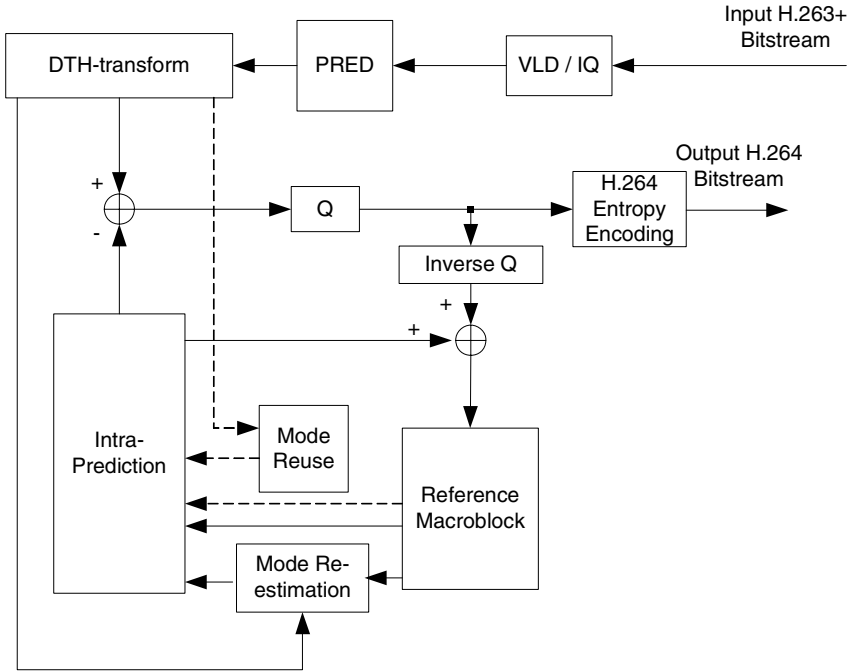 Input H.263+
Bitstream
DTH-transform
PRED
VLD / IQ
Output H.264
Bitstream
+
-
Q
H.264
Entropy
Encoding
Inverse Q
+
+
Intra-
Prediction
Mode
Reuse
Reference
Macroblock
Mode Re-
estimation